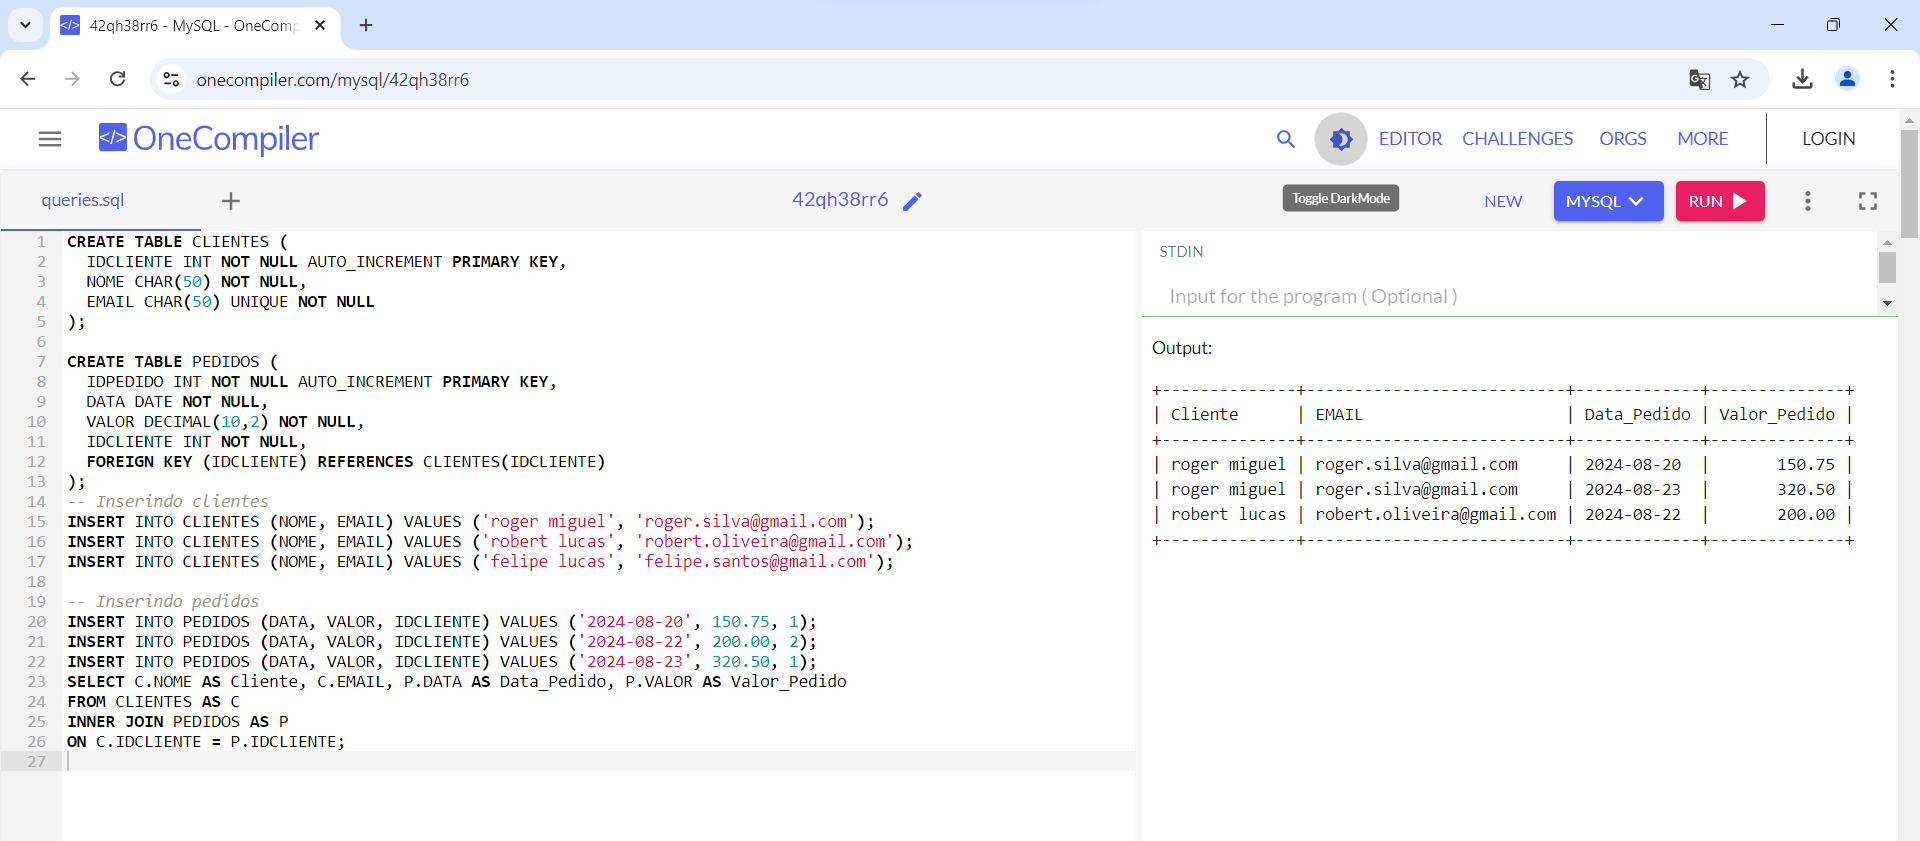 42qh38rr6 - MySQL - OneComp
onecompiler.com/mysql/42qh38rr6
</> OneCompiler
EDITOR CHALLENGES ORGS MORE LOGIN
queries.sql + 42qh38rr6 Toggle DarkMode NEW MYSQL RUN
1 CREATE TABLE CLIENTES (
2   IDCLIENTE INT NOT NULL AUTO_INCREMENT PRIMARY KEY,
3   NOME CHAR(50) NOT NULL,
4   EMAIL CHAR(50) UNIQUE NOT NULL
5 );
6
7 CREATE TABLE PEDIDOS (
8   IDPEDIDO INT NOT NULL AUTO_INCREMENT PRIMARY KEY,
9   DATA DATE NOT NULL,
10   VALOR DECIMAL(10,2) NOT NULL,
11   IDCLIENTE INT NOT NULL,
12   FOREIGN KEY (IDCLIENTE) REFERENCES CLIENTES(IDCLIENTE)
13 );
14 -- Inserindo clientes
15 INSERT INTO CLIENTES (NOME, EMAIL) VALUES ('roger miguel', 'roger.silva@gmail.com');
16 INSERT INTO CLIENTES (NOME, EMAIL) VALUES ('robert lucas', 'robert.oliveira@gmail.com');
17 INSERT INTO CLIENTES (NOME, EMAIL) VALUES ('felipe lucas', 'felipe.santos@gmail.com');
18
19 -- Inserindo pedidos
20 INSERT INTO PEDIDOS (DATA, VALOR, IDCLIENTE) VALUES ('2024-08-20', 150.75, 1);
21 INSERT INTO PEDIDOS (DATA, VALOR, IDCLIENTE) VALUES ('2024-08-22', 200.00, 2);
22 INSERT INTO PEDIDOS (DATA, VALOR, IDCLIENTE) VALUES ('2024-08-23', 320.50, 1);
23 SELECT C.NOME AS Cliente, C.EMAIL, P.DATA AS Data_Pedido, P.VALOR AS Valor_Pedido
24 FROM CLIENTES AS C
25 INNER JOIN PEDIDOS AS P
26 ON C.IDCLIENTE = P.IDCLIENTE;
27
STDIN
Input for the program ( Optional )
Output:
+--------------+---------------------------+-------------+--------------+
| Cliente      | EMAIL                     | Data_Pedido | Valor_Pedido |
+--------------+---------------------------+-------------+--------------+
| roger miguel | roger.silva@gmail.com     | 2024-08-20  |       150.75 |
| roger miguel | roger.silva@gmail.com     | 2024-08-23  |       320.50 |
| robert lucas | robert.oliveira@gmail.com | 2024-08-22  |       200.00 |
+--------------+---------------------------+-------------+--------------+